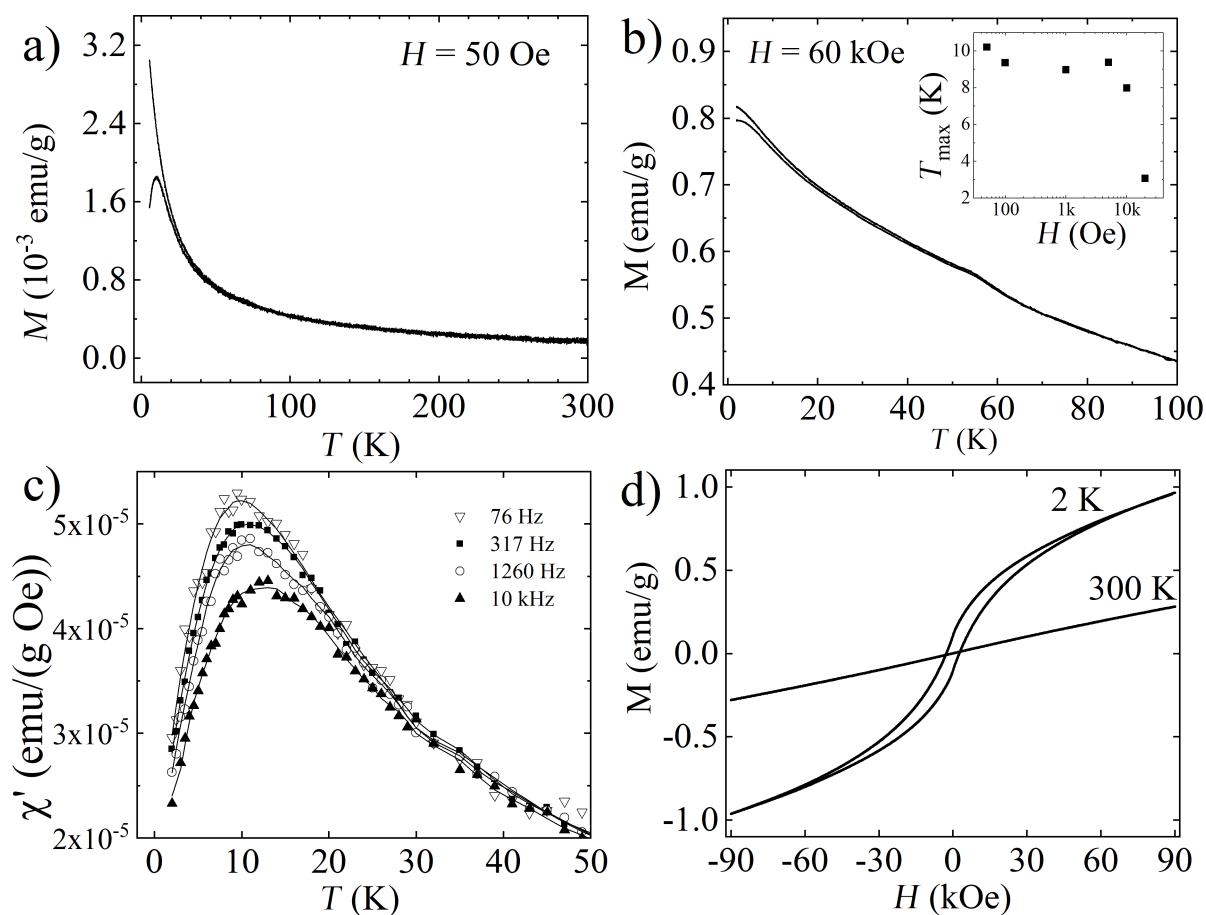 a)
H = 50 Oe
3.2
2.4
1.6
0.8
0.0
M (10⁻³ emu/g)
0
100
200
300
T (K)
b)
H = 60 kOe
0.9
0.8
0.7
0.6
0.5
0.4
M (emu/g)
0
20
40
60
80
100
T (K)
10
8
6
4
2
Tmax (K)
100
1k
10k
H (Oe)
c)
76 Hz
317 Hz
1260 Hz
10 kHz
5x10⁻⁵
4x10⁻⁵
3x10⁻⁵
2x10⁻⁵
χ' (emu/(g Oe))
0
10
20
30
40
50
T (K)
d)
2 K
300 K
1.0
0.5
0.0
-0.5
-1.0
M (emu/g)
-90
-60
-30
0
30
60
90
H (kOe)